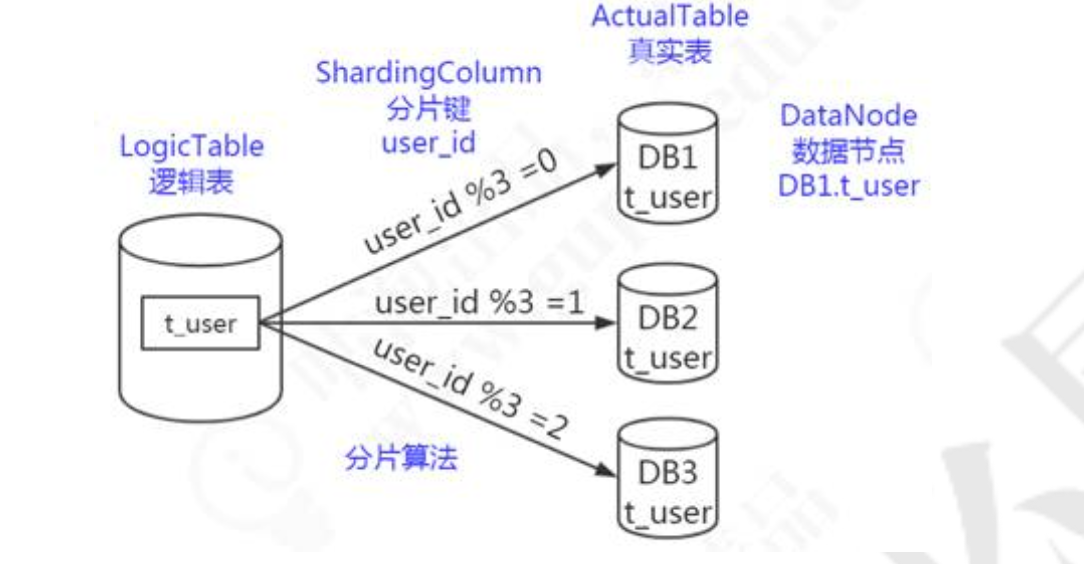 ActualTable
真实表
ShardingColumn
分片键
user_id
LogicTable
逻辑表
DataNode
数据节点
DB1.t_user
user_id %3 =0
DB1
t_user
t_user
user_id %3 =1
DB2
t_user
user_id %3 =2
分片算法
DB3
t_user